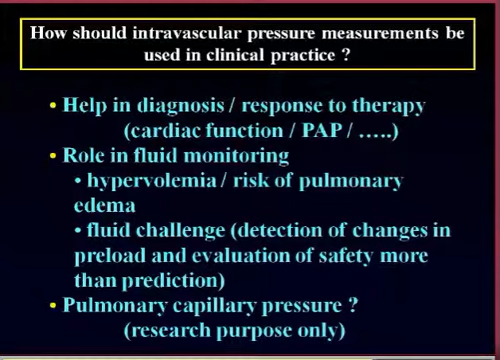 How should intravascular pressure measurements be
used in clinical practice ?
• Help in diagnosis / response to therapy
(cardiac function / PAP / …..)
• Role in fluid monitoring
• hypervolemia / risk of pulmonary
edema
• fluid challenge (detection of changes in
preload and evaluation of safety more
than prediction)
• Pulmonary capillary pressure ?
(research purpose only)